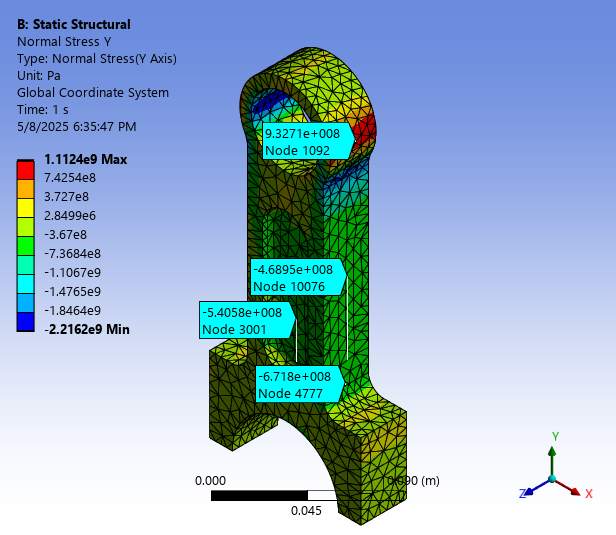 B: Static Structural
Normal Stress Y
Type: Normal Stress(Y Axis)
Unit: Pa
Global Coordinate System
Time: 1 s
5/8/2025 6:35:47 PM
1.1124e9 Max
7.4254e8
3.727e8
2.8499e6
-3.67e8
-7.3684e8
-1.1067e9
-1.4765e9
-1.8464e9
-2.2162e9 Min
9.3271e+008
Node 1092
-4.6895e+008
Node 10076
-5.4058e+008
Node 3001
-6.718e+008
Node 4777
0.000
0.090 (m)
0.045
Y
Z
X